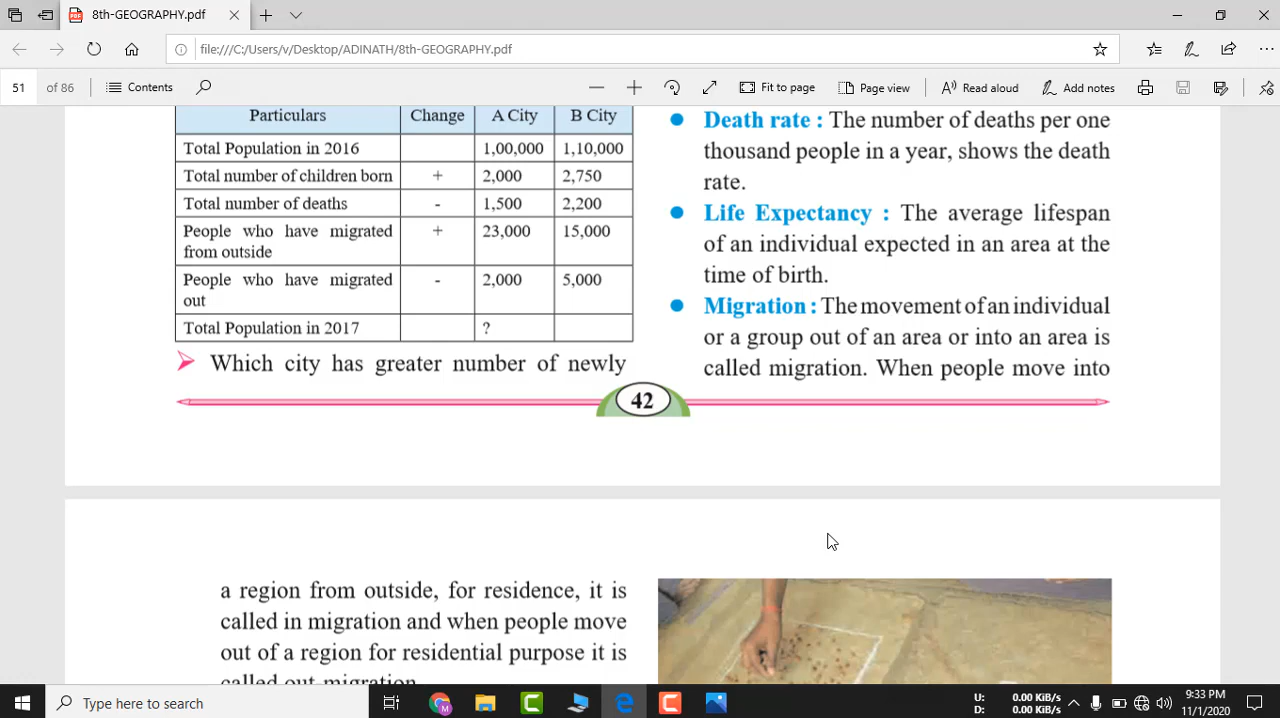 8th-GEOGRAPHY.pdf
file:///C:/Users/v/Desktop/ADINATH/8th-GEOGRAPHY.pdf
51 of 86 Contents Fit to page Page view Read aloud Add notes
Particulars Change A City B City
Total Population in 2016 1,00,000 1,10,000
Total number of children born + 2,000 2,750
Total number of deaths - 1,500 2,200
People who have migrated + 23,000 15,000
from outside
People who have migrated - 2,000 5,000
out
Total Population in 2017 ?
Which city has greater number of newly
Death rate : The number of deaths per one
thousand people in a year, shows the death
rate.
Life Expectancy : The average lifespan
of an individual expected in an area at the
time of birth.
Migration : The movement of an individual
or a group out of an area or into an area is
called migration. When people move into
42
a region from outside, for residence, it is
called in migration and when people move
out of a region for residential purpose it is
called out-migration.
Type here to search
U: 0.00 KiB/s
D: 0.00 KiB/s
9:33 PM
11/1/2020